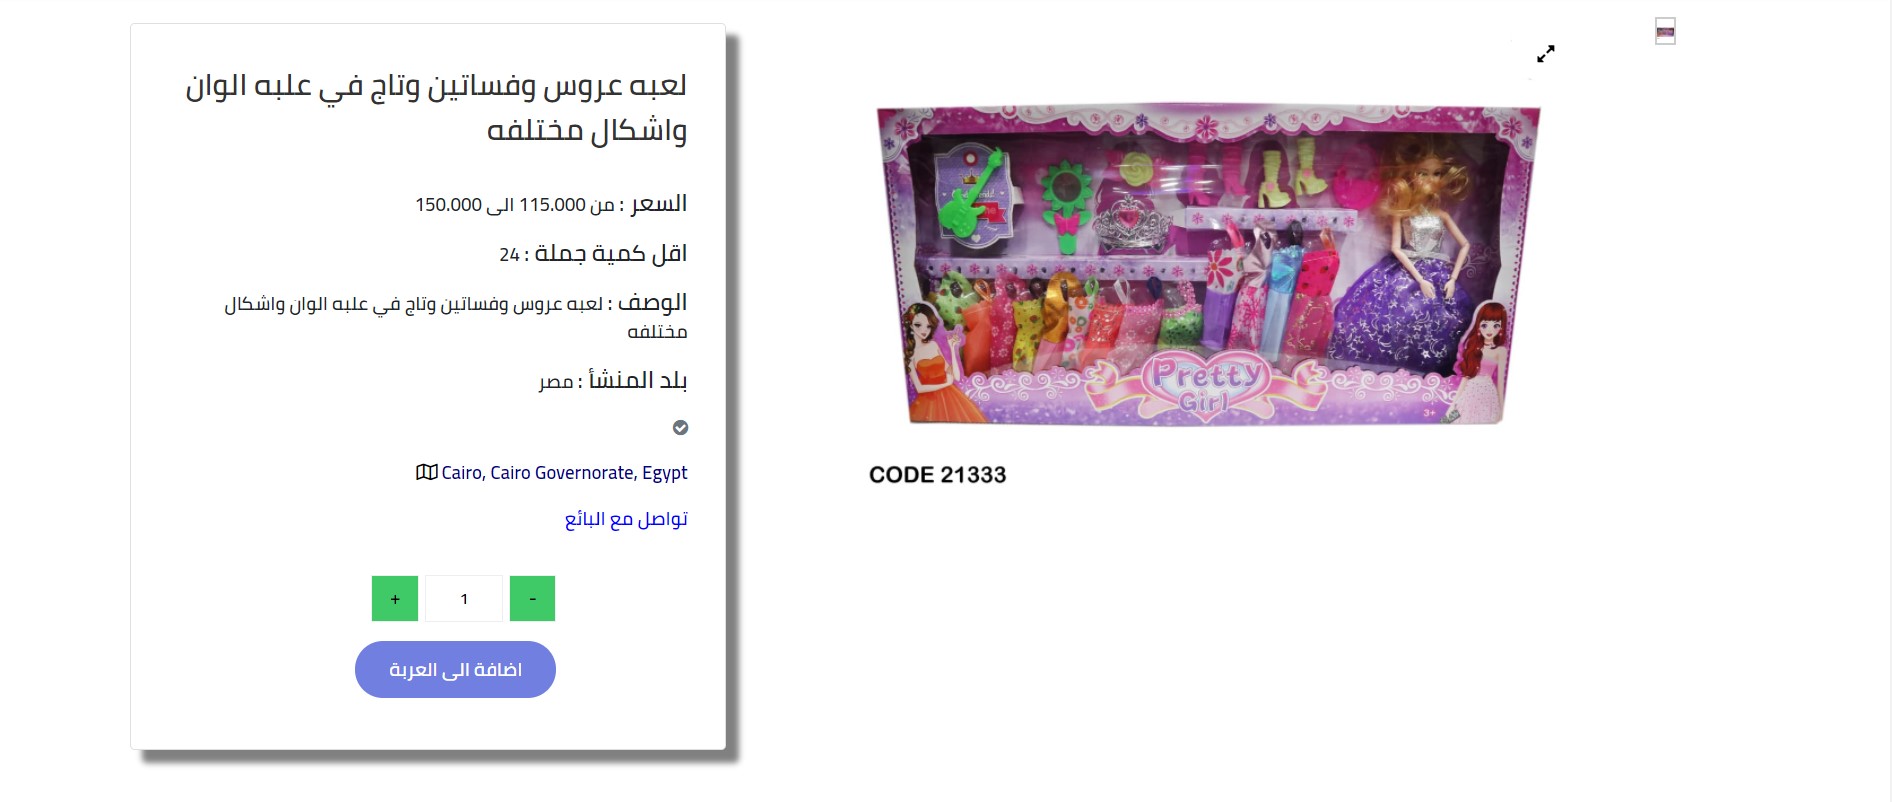 لعبه عروس وفساتين وتاج في علبه الوان
واشكال مختلفه
السعر : من 115.000 الى 150.000
اقل كمية جملة : 24
الوصف : لعبه عروس وفساتين وتاج في علبه الوان واشكال
مختلفه
بلد المنشأ : مصر
Cairo, Cairo Governorate, Egypt
تواصل مع البائع
+ 1 -
اضافة الى العربة
Pretty
Girl
3+
CODE 21333